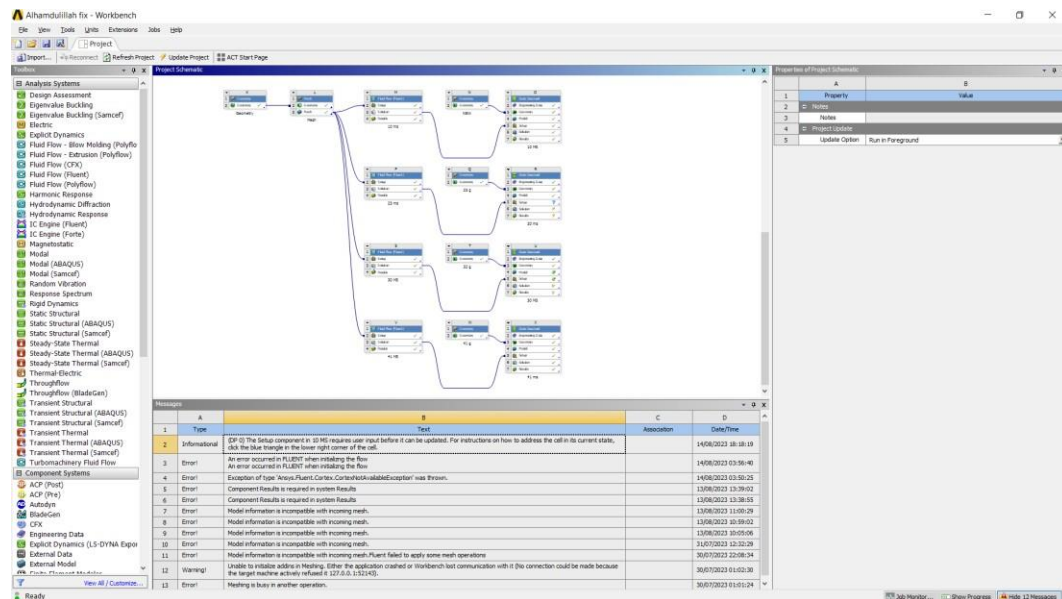 Alhamdulillah fix - Workbench
File View Tools Units Extensions Jobs Help
Project
Import... Reconnect Refresh Project Update Project ACT Start Page
Toolbox
Analysis Systems
Design Assessment
Eigenvalue Buckling
Eigenvalue Buckling (Samcef)
Electric
Explicit Dynamics
Fluid Flow - Blow Molding (Polyflo
Fluid Flow - Extrusion (Polyflow)
Fluid Flow (CFX)
Fluid Flow (Fluent)
Fluid Flow (Polyflow)
Harmonic Response
Hydrodynamic Diffraction
Hydrodynamic Response
IC Engine (Fluent)
IC Engine (Forte)
Magnetostatic
Modal
Modal (ABAQUS)
Modal (Samcef)
Random Vibration
Response Spectrum
Rigid Dynamics
Static Structural
Static Structural (ABAQUS)
Static Structural (Samcef)
Steady-State Thermal
Steady-State Thermal (ABAQUS)
Steady-State Thermal (Samcef)
Thermal-Electric
Throughflow
Throughflow (BladeGen)
Transient Structural
Transient Structural (ABAQUS)
Transient Structural (Samcef)
Transient Thermal
Transient Thermal (ABAQUS)
Transient Thermal (Samcef)
Turbomachinery Fluid Flow
Component Systems
ACP (Post)
ACP (Pre)
Autodyn
BladeGen
CFX
Engineering Data
Explicit Dynamics (LS-DYNA Expor
External Data
External Model
View All / Customize...
Project Schematic
Geometry
Mesh
Properties of Project Schematic
A B
1 Property Value
2 Notes
3 Notes
4 Project Update
5 Update Option Run in Foreground
Messages
A B C D
1 Type Text Association Date/Time
2 Informational (DP 0) The Setup component in 10 MS requires user input before it can be updated. For instructions on how to address the cell in its current state, click the blue triangle in the lower right corner of the cell. 14/08/2023 18:18:19
3 Error! An error occurred in FLUENT when initializing the flow
An error occurred in FLUENT when initializing the flow 14/08/2023 03:56:40
4 Error! Exception of type 'Ansys.Fluent.Cortex.CortexNotAvailableException' was thrown. 14/08/2023 03:50:25
5 Error! Component Results is required in system Results 13/08/2023 13:39:02
6 Error! Component Results is required in system Results 13/08/2023 13:38:55
7 Error! Model information is incompatible with incoming mesh. 13/08/2023 11:00:29
8 Error! Model information is incompatible with incoming mesh. 13/08/2023 10:59:02
9 Error! Model information is incompatible with incoming mesh. 13/08/2023 10:05:06
10 Error! Model information is incompatible with incoming mesh. 31/07/2023 12:32:29
11 Error! Model information is incompatible with incoming mesh.Fluent failed to apply some mesh operations 30/07/2023 22:08:34
12 Warning! Unable to initialize addins in Meshing. Either the application crashed or Workbench lost communication with it (No connection could be made because the target machine actively refused it 127.0.0.1:52143). 30/07/2023 01:02:30
13 Error! Meshing is busy in another operation. 30/07/2023 01:01:24
Ready
Job Monitor... Show Progress Hide 12 Messages